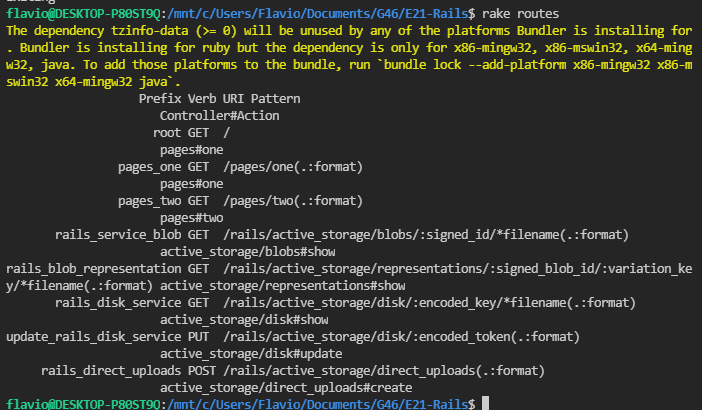 flavio@DESKTOP-P80ST9Q:/mnt/c/Users/Flavio/Documents/G46/E21-Rails$ rake routes
The dependency tzinfo-data (>= 0) will be unused by any of the platforms Bundler is installing for
. Bundler is installing for ruby but the dependency is only for x86-mingw32, x86-mswin32, x64-ming
w32, java. To add those platforms to the bundle, run `bundle lock --add-platform x86-mingw32 x86-m
swin32 x64-mingw32 java`.
Prefix Verb URI Pattern
Controller#Action
root GET /
pages#one
pages_one GET /pages/one(.:format)
pages#one
pages_two GET /pages/two(.:format)
pages#two
rails_service_blob GET /rails/active_storage/blobs/:signed_id/*filename(.:format)
active_storage/blobs#show
rails_blob_representation GET /rails/active_storage/representations/:signed_blob_id/:variation_ke
y/*filename(.:format) active_storage/representations#show
rails_disk_service GET /rails/active_storage/disk/:encoded_key/*filename(.:format)
active_storage/disk#show
update_rails_disk_service PUT /rails/active_storage/disk/:encoded_token(.:format)
active_storage/disk#update
rails_direct_uploads POST /rails/active_storage/direct_uploads(.:format)
active_storage/direct_uploads#create
flavio@DESKTOP-P80ST9Q:/mnt/c/Users/Flavio/Documents/G46/E21-Rails$